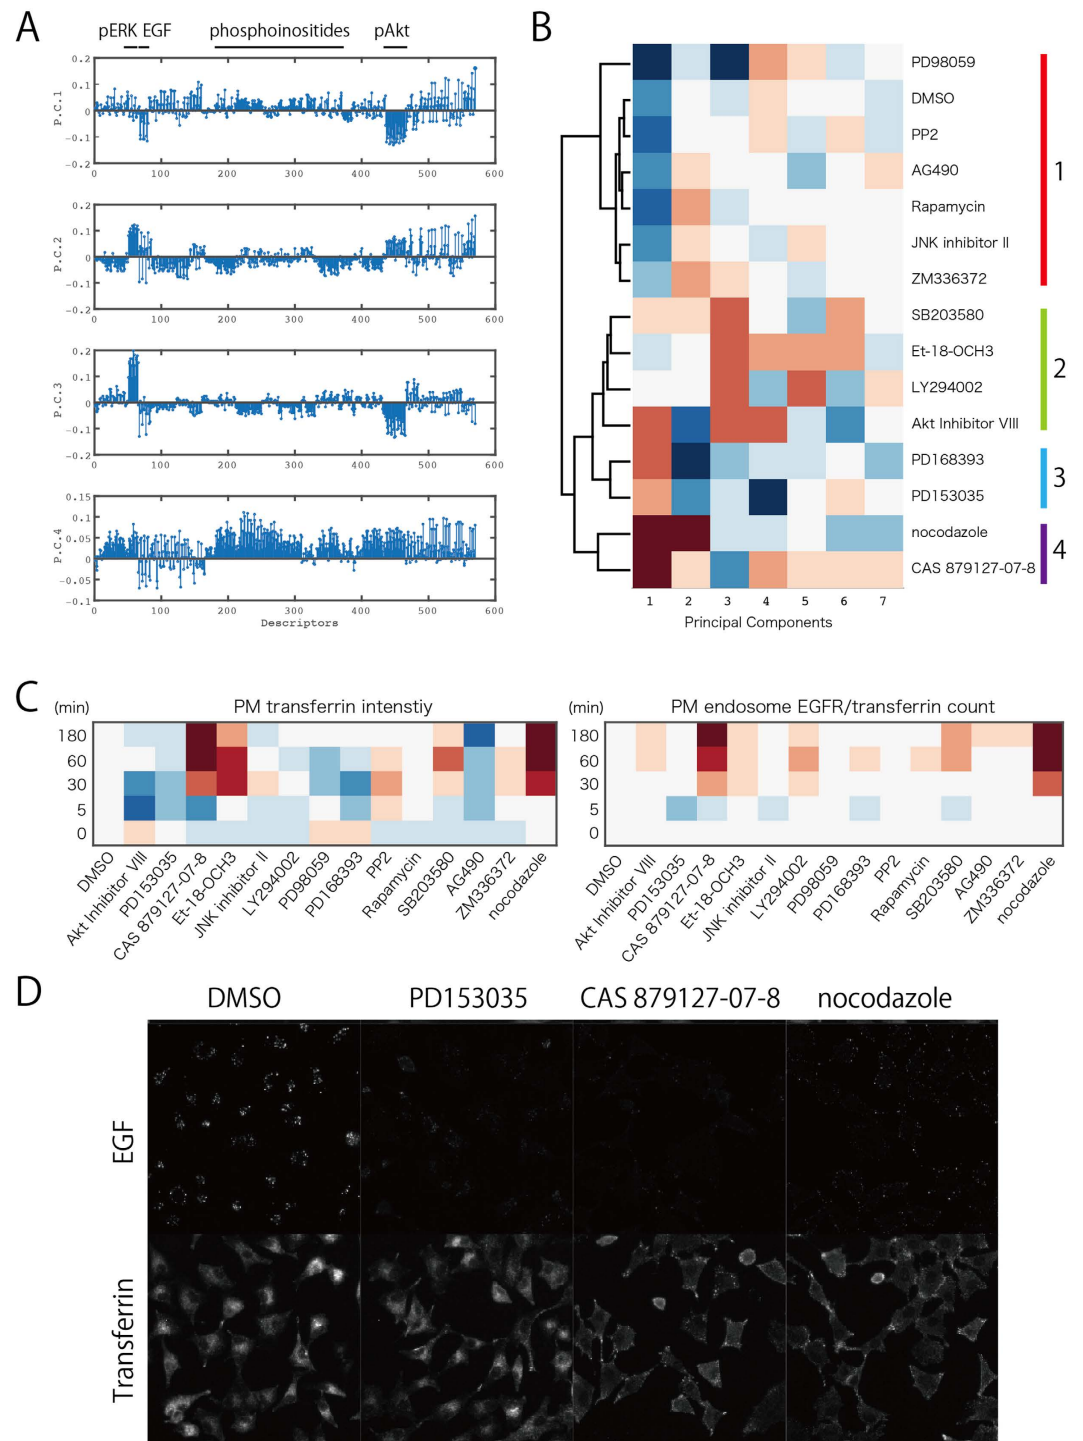 A
pERK EGF phosphoinositides pAkt
0.2
0.1
0
-0.1
-0.2
P.C.1
0 100 200 300 400 500 600
0.2
0.1
0
-0.1
-0.2
P.C.2
0 100 200 300 400 500 600
0.2
0.1
0
-0.1
-0.2
P.C.3
0 100 200 300 400 500 600
0.15
0.1
0.05
0
-0.05
-0.1
P.C.4
0 100 200 300 400 500 600
Descriptors
B
PD98059
DMSO
PP2
AG490
Rapamycin
JNK inhibitor II
ZM336372
SB203580
Et-18-OCH3
LY294002
Akt Inhibitor VIII
PD168393
PD153035
nocodazole
CAS 879127-07-8
1
2
3
4
1 2 3 4 5 6 7
Principal Components
C
(min) PM transferrin intenstiy
180
60
30
5
0
DMSO
Akt Inhibitor VIII
PD153035
CAS 879127-07-8
Et-18-OCH3
JNK inhibitor II
LY294002
PD98059
PD168393
PP2
Rapamycin
SB203580
AG490
ZM336372
nocodazole
(min) PM endosome EGFR/transferrin count
180
60
30
5
0
DMSO
Akt Inhibitor VIII
PD153035
CAS 879127-07-8
Et-18-OCH3
JNK inhibitor II
LY294002
PD98059
PD168393
PP2
Rapamycin
SB203580
AG490
ZM336372
nocodazole
D
DMSO PD153035 CAS 879127-07-8 nocodazole
EGF
Transferrin